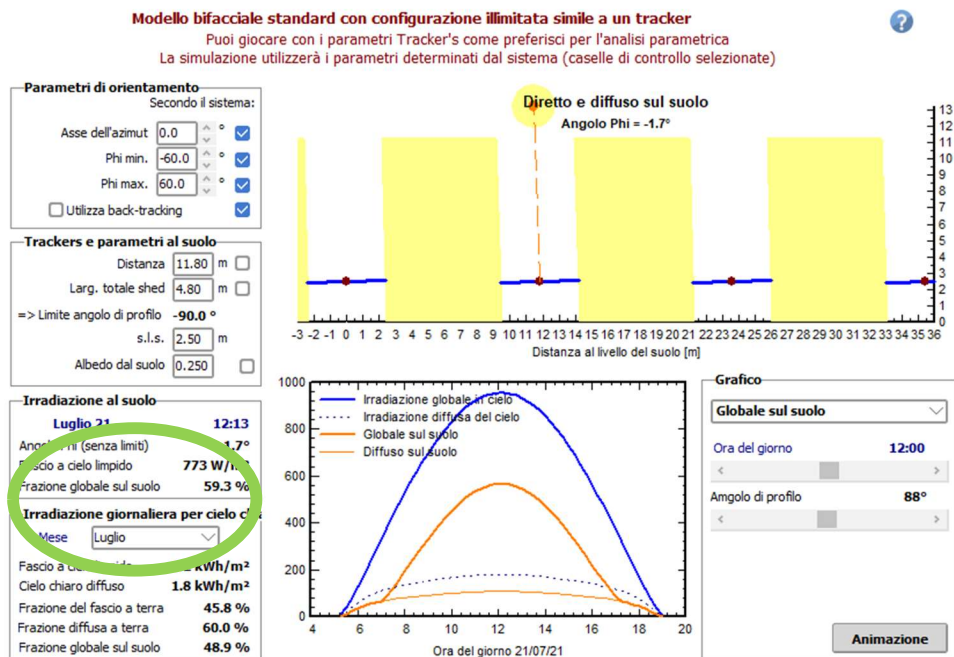 Modello bifacciale standard con configurazione illimitata simile a un tracker
Puoi giocare con i parametri Tracker's come preferisci per l'analisi parametrica
La simulazione utilizzerà i parametri determinati dal sistema (caselle di controllo selezionate)
?
Parametri di orientamento
Secondo il sistema:
Asse dell'azimut 0.0 °
Phi min. -60.0 °
Phi max. 60.0 °
Utilizza back-tracking
Trackers e parametri al suolo
Distanza 11.80 m
Larg. totale shed 4.80 m
=> Limite angolo di profilo -90.0 °
s.l.s. 2.50 m
Albedo dal suolo 0.250
Irradiazione al suolo
Luglio 21 12:13
(senza limiti) 1.7°
a cielo limpido 773
Frazione globale sul suolo 59.3 %
Irradiazione giornaliera per cielo
Mese Luglio
Fascio a kWh/m²
Cielo chiaro diffuso 1.8 kWh/m²
Frazione del fascio a terra 45.8 %
Frazione diffusa a terra 60.0 %
Frazione globale sul suolo 48.9 %
Diretto e diffuso sul suolo
Angolo Phi = -1.7°
13
12
11
10
9
8
7
6
5
4
3
2
1
0
-3 -2 -1 0 1 2 3 4 5 6 7 8 9 10 11 12 13 14 15 16 17 18 19 20 21 22 23 24 25 26 27 28 29 30 31 32 33 34 35 36
Distanza al livello del suolo [m]
1000
800
600
400
200
0
Irradiazione globale in cielo
Irradiazione diffusa del cielo
Globale sul suolo
Diffuso sul suolo
4 6 8 10 12 14 16 18 20
Ora del giorno 21/07/21
Grafico
Globale sul suolo
Ora del giorno 12:00
Angolo di profilo 88°
Animazione